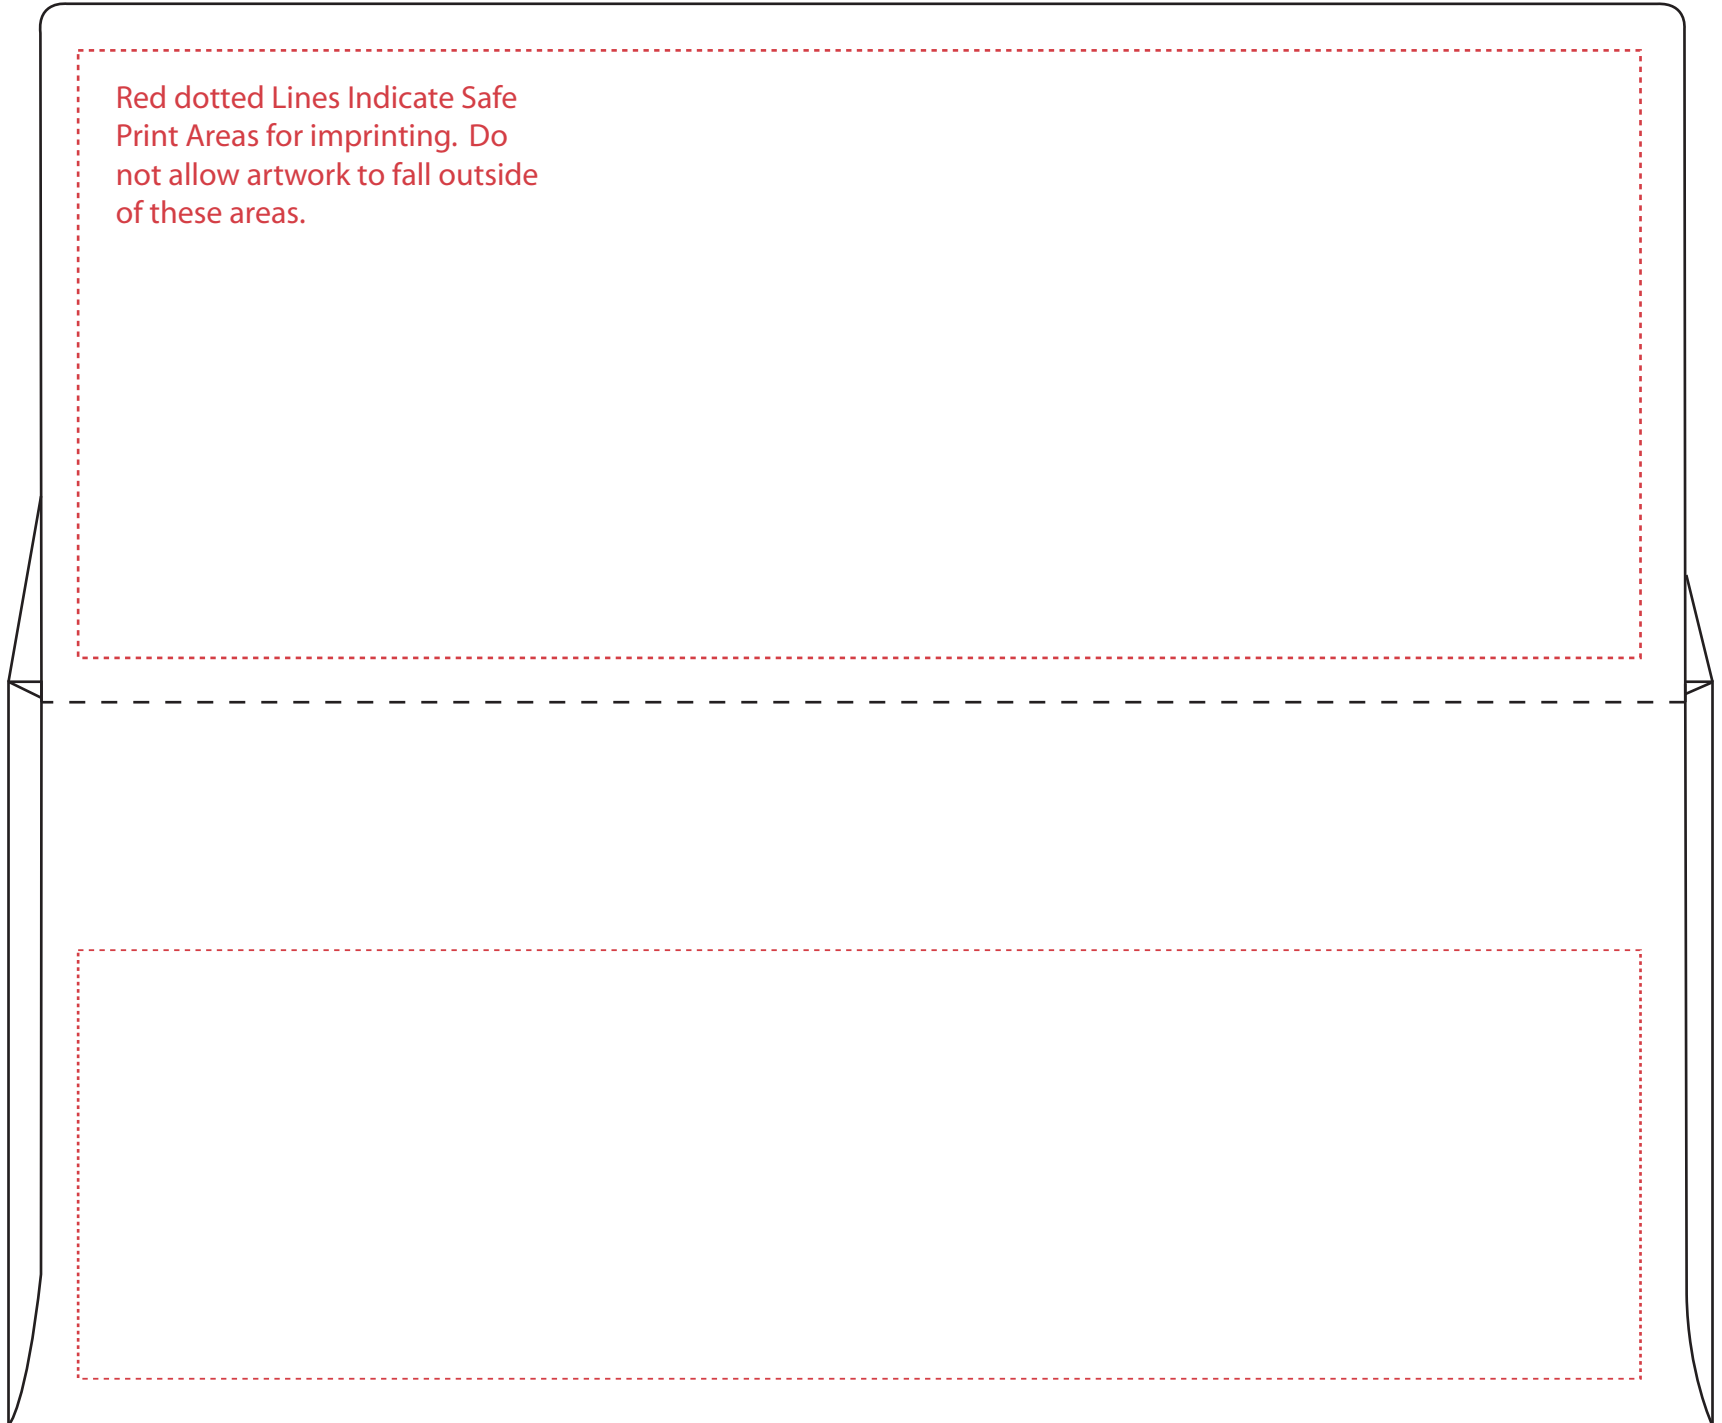 Red dotted Lines Indicate Safe
Print Areas for imprinting.  Do
not allow artwork to fall outside
of these areas.